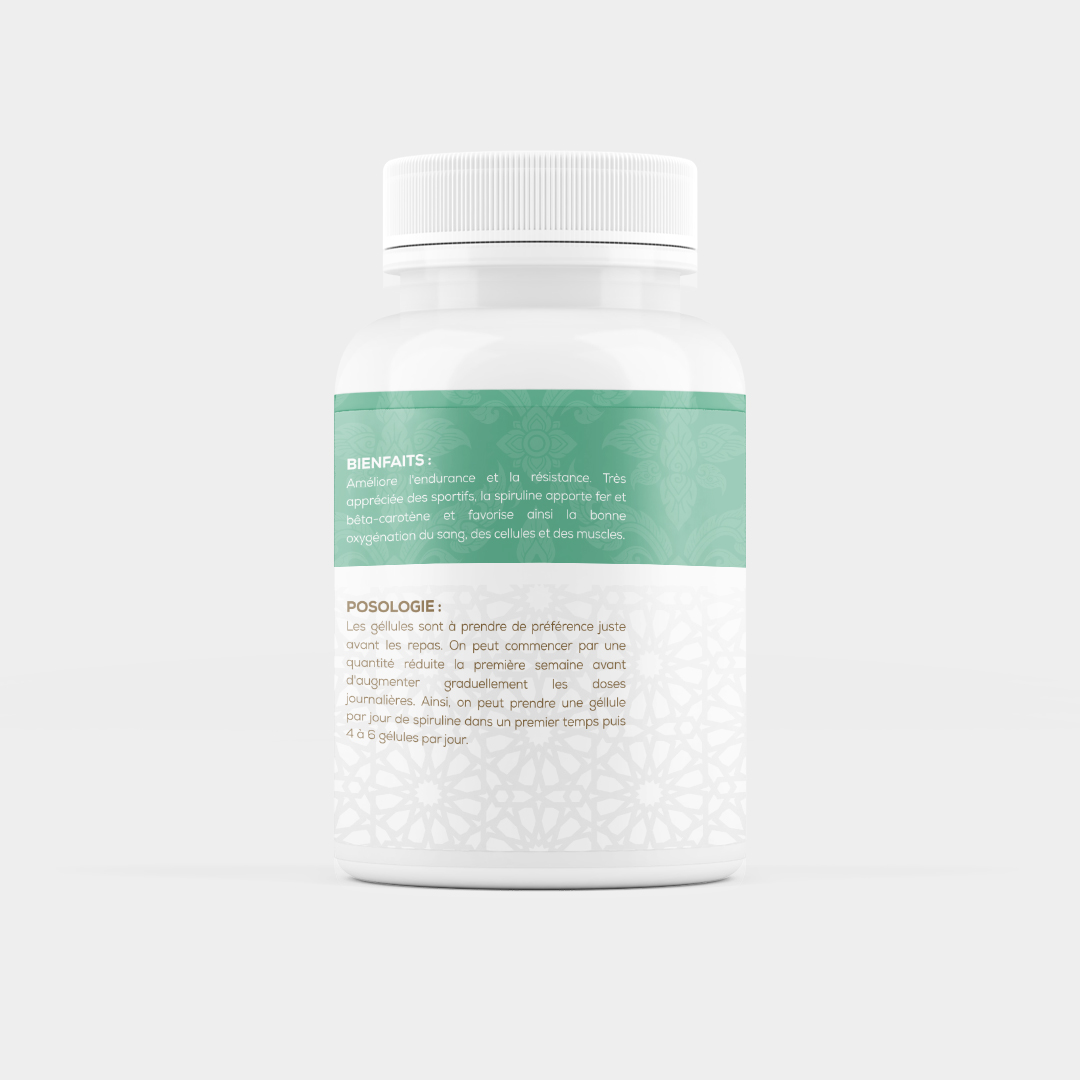 BIENFAITS :
Améliore l'endurance et la résistance. Très
appréciée des sportifs, la spiruline apporte fer et
bêta-carotène et favorise ainsi la bonne
oxygénation du sang, des cellules et des muscles.
POSOLOGIE :
Les géllules sont à prendre de préférence juste
avant les repas. On peut commencer par une
quantité réduite la première semaine avant
d'augmenter graduellement les doses
journalières. Ainsi, on peut prendre une géllule
par jour de spiruline dans un premier temps puis
4 à 6 gélules par jour.